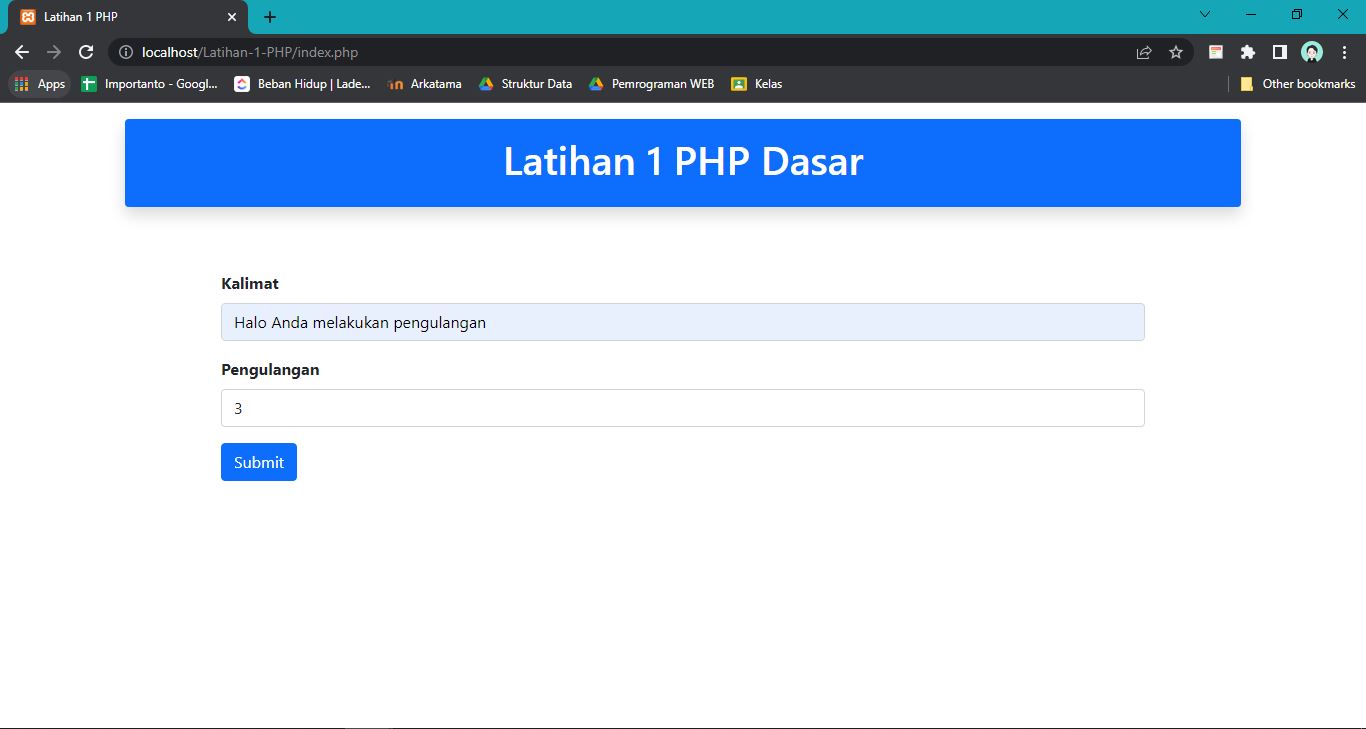 Latihan 1 PHP
localhost/Latihan-1-PHP/index.php
Apps Importanto - Googl... Beban Hidup | Lade... Arkatama Struktur Data Pemrograman WEB Kelas Other bookmarks
Latihan 1 PHP Dasar
Kalimat
Halo Anda melakukan pengulangan
Pengulangan
3
Submit